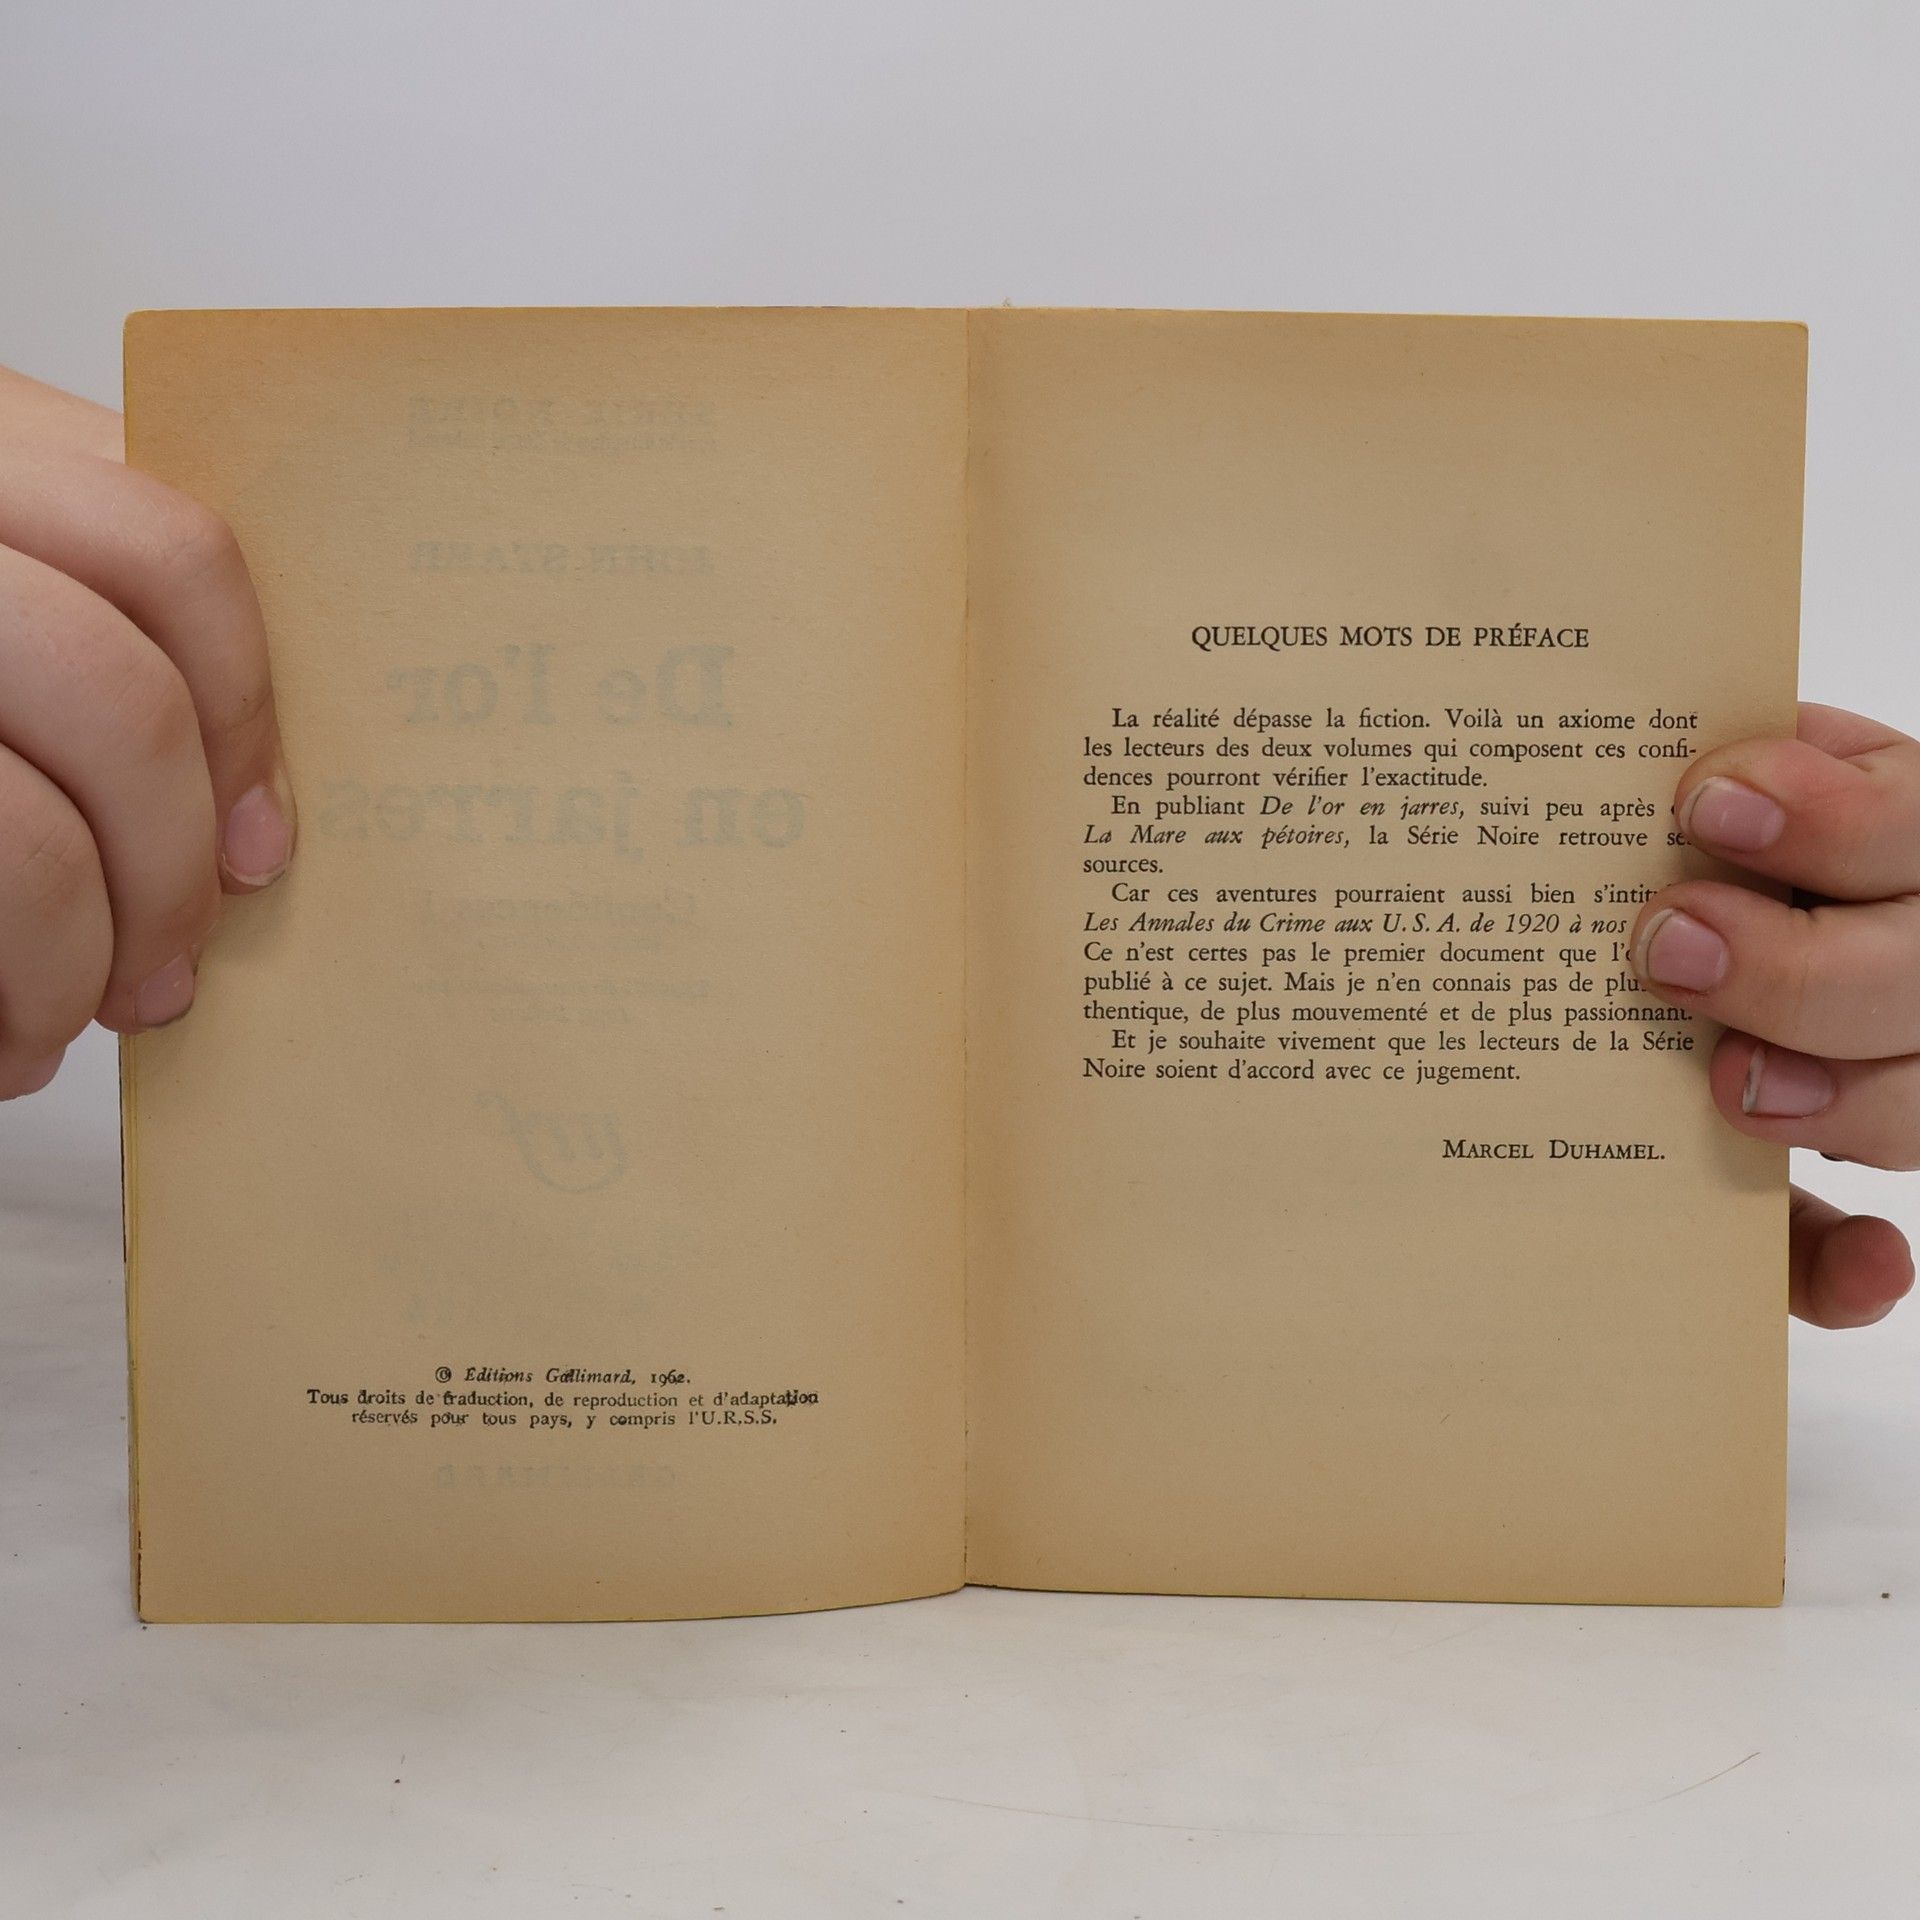 © Editions Gallimard, 1962.
Tous droits de traduction, de reproduction et d'adaptation
réservés pour tous pays, y compris l'U.R.S.S.
QUELQUES MOTS DE PRÉFACE
La réalité dépasse la fiction. Voilà un axiome dont
les lecteurs des deux volumes qui composent ces confi-
dences pourront vérifier l'exactitude.
En publiant De l'or en jarres, suivi peu après
La Mare aux pétoires, la Série Noire retrouve
sources.
Car ces aventures pourraient aussi bien
Les Annales du Crime aux U.S.A. de 1920 à nos
Ce n'est certes pas le premier document que
publié à ce sujet. Mais je n'en connais pas de
thentique, de plus mouvementé et de plus passionnant.
Et je souhaite vivement que les lecteurs de la Série
Noire soient d'accord avec ce jugement.
MARCEL DUHAMEL.